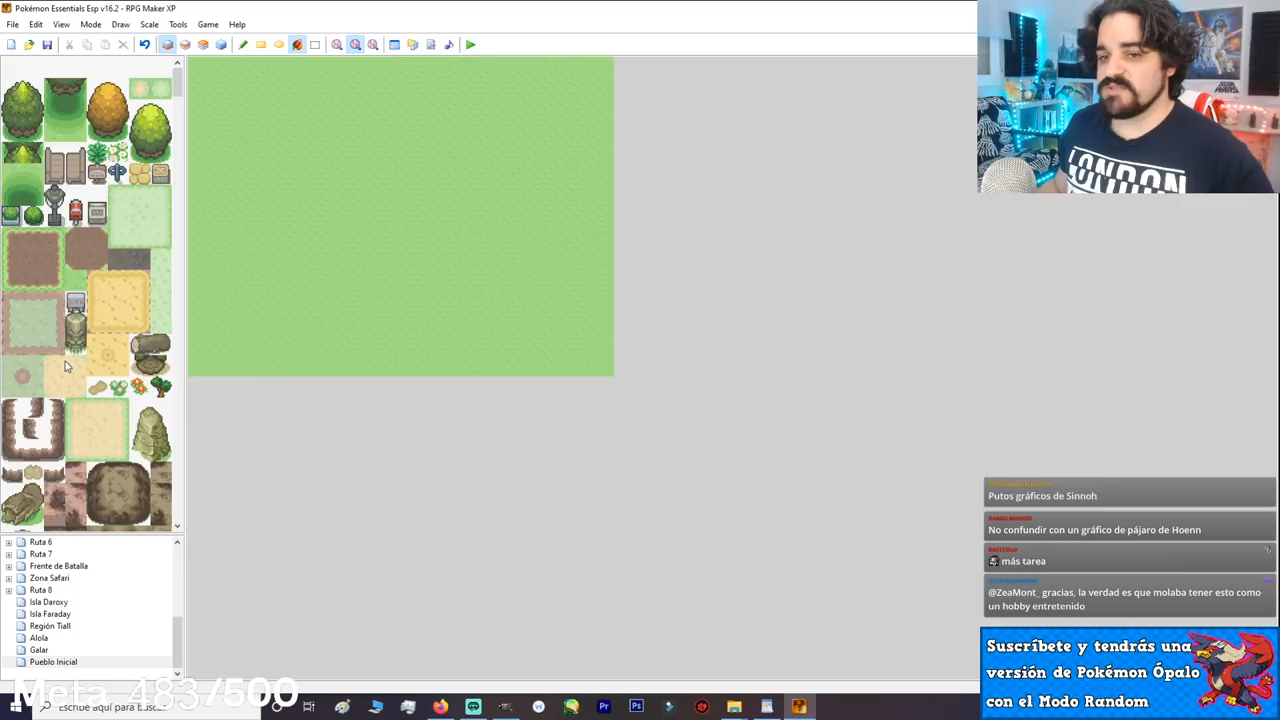 Pokémon Essentials Esp v16.2 - RPG Maker XP
File Edit View Mode Draw Scale Tools Game Help
STAR WARS
LONDON
Ruta 6
Ruta 7
Frente de Batalla
Zona Safari
Ruta 8
Isla Daroxy
Isla Faraday
Región Tiall
Alola
Galar
Pueblo Inicial
Putos gráficos de Sinnoh
No confundir con un gráfico de pájaro de Hoenn
más tarea
@ZeaMont_ gracias, la verdad es que molaba tener esto como
un hobby entretenido
Suscríbete y tendrás una
versión de Pokémon Ópalo
con el Modo Random
Meta 483/500
Escribe aquí para buscar